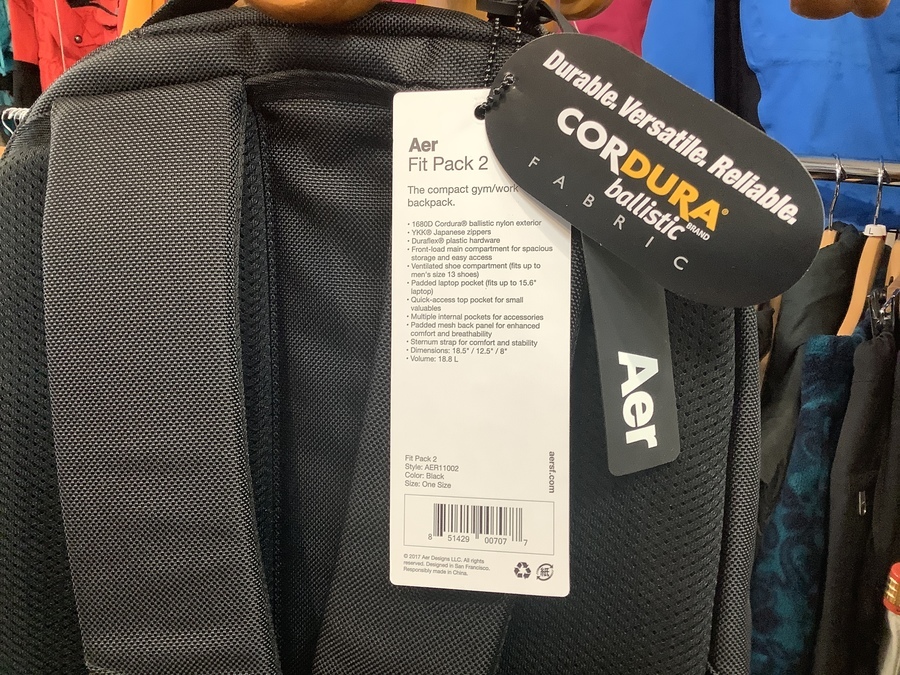 Aer
Fit Pack 2
The compact gym/work
backpack.
• 1680D Cordura® ballistic nylon exterior
• YKK® Japanese zippers
• Duraflex® plastic hardware
• Front-load main compartment for spacious
storage and easy access
• Ventilated shoe compartment (fits up to
men's size 13 shoes)
• Padded laptop pocket (fits up to 15.6"
laptop)
• Quick-access top pocket for small
valuables
• Multiple internal pockets for accessories
• Padded mesh back panel for enhanced
comfort and breathability
• Sternum strap for comfort and stability
• Dimensions: 18.5" / 12.5" / 8"
• Volume: 18.8 L
Fit Pack 2
Style: AER11002
Color: Black
Size: One Size
aersf.com
8 51429 00707 7
© 2017 Aer Designs LLC. All rights
reserved. Designed in San Francisco.
Responsibly made in China.
紙
Durable. Versatile. Reliable.
CORDURA®
ballistic BRAND
FABRIC
Aer